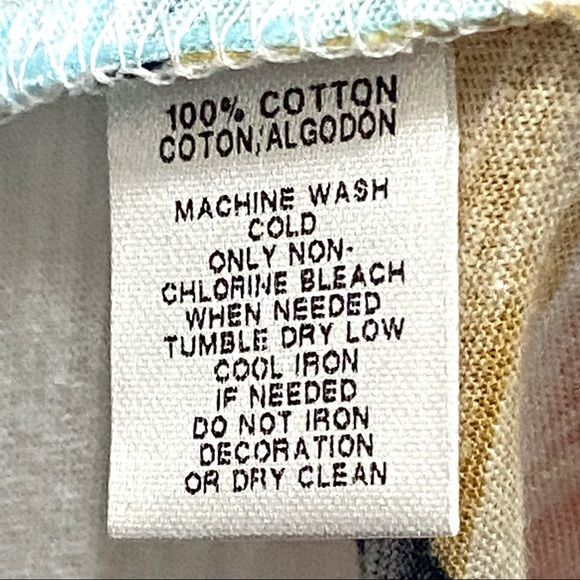 100% COTTON
COTON/ALGODON
MACHINE WASH
COLD
ONLY NON-
CHLORINE BLEACH
WHEN NEEDED
TUMBLE DRY LOW
COOL IRON
IF NEEDED
DO NOT IRON
DECORATION
OR DRY CLEAN